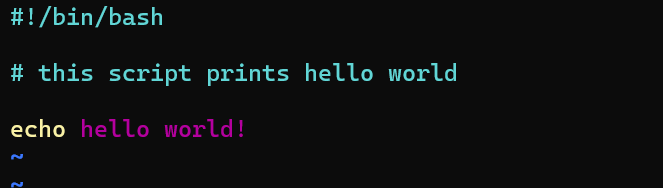 #!/bin/bash
# this script prints hello world
echo hello world!
~
~